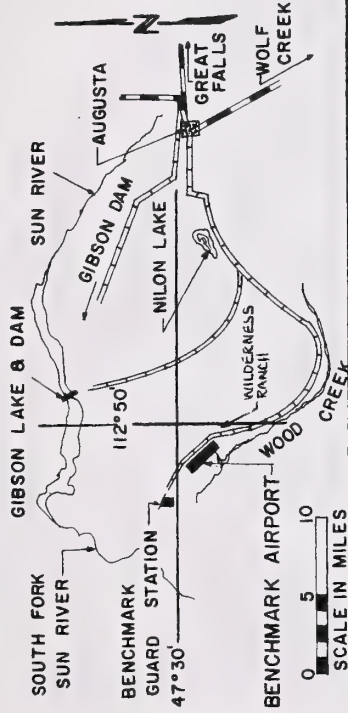 N
GIBSON LAKE & DAM
SUN RIVER
AUGUSTA
SOUTH FORK
SUN RIVER
GIBSON DAM
112°50'
GREAT
FALLS
WOLF
CREEK
NILON LAKE
BENCHMARK
GUARD STATION
47°30'
WILDERNESS
RANCH
WOOD CREEK
BENCHMARK AIRPORT
0 5 10
SCALE IN MILES